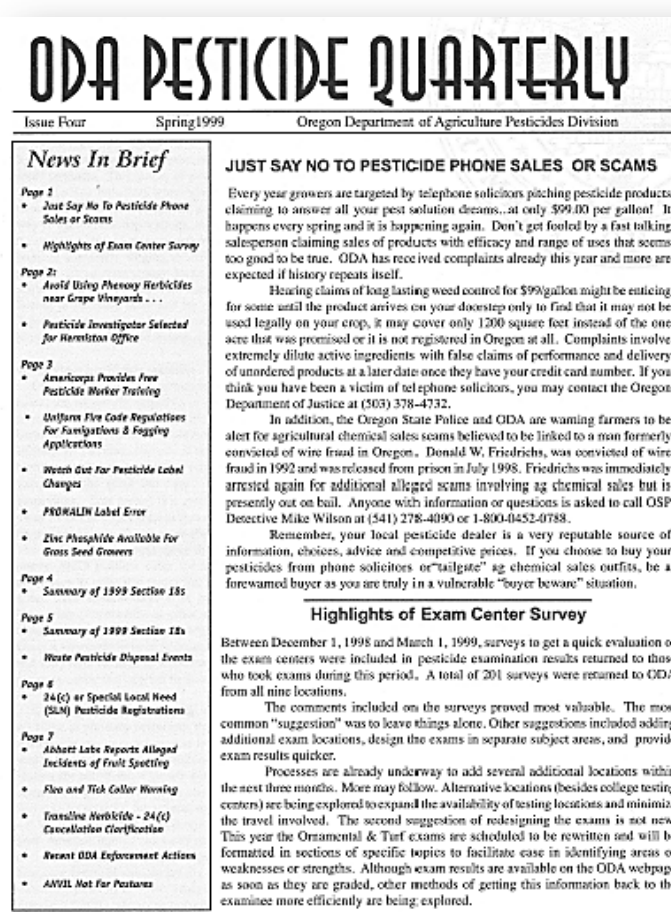 ODA PESTICIDE QUARTERLY
Issue Four Spring1999 Oregon Department of Agriculture Pesticides Division
News In Brief
Page 1
• Just Say No To Pesticide Phone
Sales or Scams
• Highlights of Exam Center Survey
Page 2:
• Avoid Using Phenoxy Herbicides
near Grape Vineyards . . .
• Pesticide Investigator Selected
for Hermiston Office
Page 3
• Americorps Provides Free
Pesticide Worker Training
• Uniform Fire Code Regulations
For Fumigations & Fogging
Applications
• Watch Out For Pesticide Label
Changes
• PROMALIN Label Error
• Zinc Phosphide Available For
Grass Seed Growers
Page 4
• Summary of 1999 Section 18s
Page 5
• Summary of 1999 Section 18s
• Waste Pesticide Disposal Events
Page 6
• 24(c) or Special Local Need
(SLN) Pesticide Registrations
Page 7
• Abbott Labs Reports Alleged
Incidents of Fruit Spotting
• Flea and Tick Collar Warning
• Transline Herbicide - 24(c)
Cancellation Clarification
• Recent ODA Enforcement Actions
• ANVIL Not For Pastures
JUST SAY NO TO PESTICIDE PHONE SALES OR SCAMS
Every year growers are targeted by telephone solicitors pitching pesticide products
claiming to answer all your pest solution dreams...at only $99.00 per gallon! It
happens every spring and it is happening again. Don't get fooled by a fast talking
salesperson claiming sales of products with efficacy and range of uses that seems
too good to be true. ODA has received complaints already this year and more are
expected if history repeats itself.
Hearing claims of long lasting weed control for $99/gallon might be enticing
for some until the product arrives on your doorstep only to find that it may not be
used legally on your crop, it may cover only 1200 square feet instead of the one
acre that was promised or it is not registered in Oregon at all. Complaints involve
extremely dilute active ingredients with false claims of performance and delivery
of unordered products at a later date once they have your credit card number. If you
think you have been a victim of telephone solicitors, you may contact the Oregon
Department of Justice at (503) 378-4732.
In addition, the Oregon State Police and ODA are warning farmers to be
alert for agricultural chemical sales scams believed to be linked to a man formerly
convicted of wire fraud in Oregon. Donald W. Friedrichs, was convicted of wire
fraud in 1992 and was released from prison in July 1998. Friedrichs was immediately
arrested again for additional alleged scams involving ag chemical sales but is
presently out on bail. Anyone with information or questions is asked to call OSP
Detective Mike Wilson at (541) 278-4090 or 1-800-0452-0788.
Remember, your local pesticide dealer is a very reputable source of
information, choices, advice and competitive prices. If you choose to buy your
pesticides from phone solicitors or "tailgate" ag chemical sales outfits, be a
forewarned buyer as you are truly in a vulnerable "buyer beware" situation.
Highlights of Exam Center Survey
Between December 1, 1998 and March 1, 1999, surveys to get a quick evaluation o
the exam centers were included in pesticide examination results returned to thos
who took exams during this period. A total of 201 surveys were returned to ODA
from all nine locations.
The comments included on the surveys proved most valuable. The mos
common "suggestion" was to leave things alone. Other suggestions included adding
additional exam locations, design the exams in separate subject areas, and provid
exam results quicker.
Processes are already underway to add several additional locations withi
the next three months. More may follow. Alternative locations (besides college testing
centers) are being explored to expand the availability of testing locations and minimiz
the travel involved. The second suggestion of redesigning the exams is not new
This year the Ornamental & Turf exams are scheduled to be rewritten and will b
formatted in sections of specific topics to facilitate ease in identifying areas o
weaknesses or strengths. Although exam results are available on the ODA webpag
as soon as they are graded, other methods of getting this information back to th
examinee more efficiently are being explored.